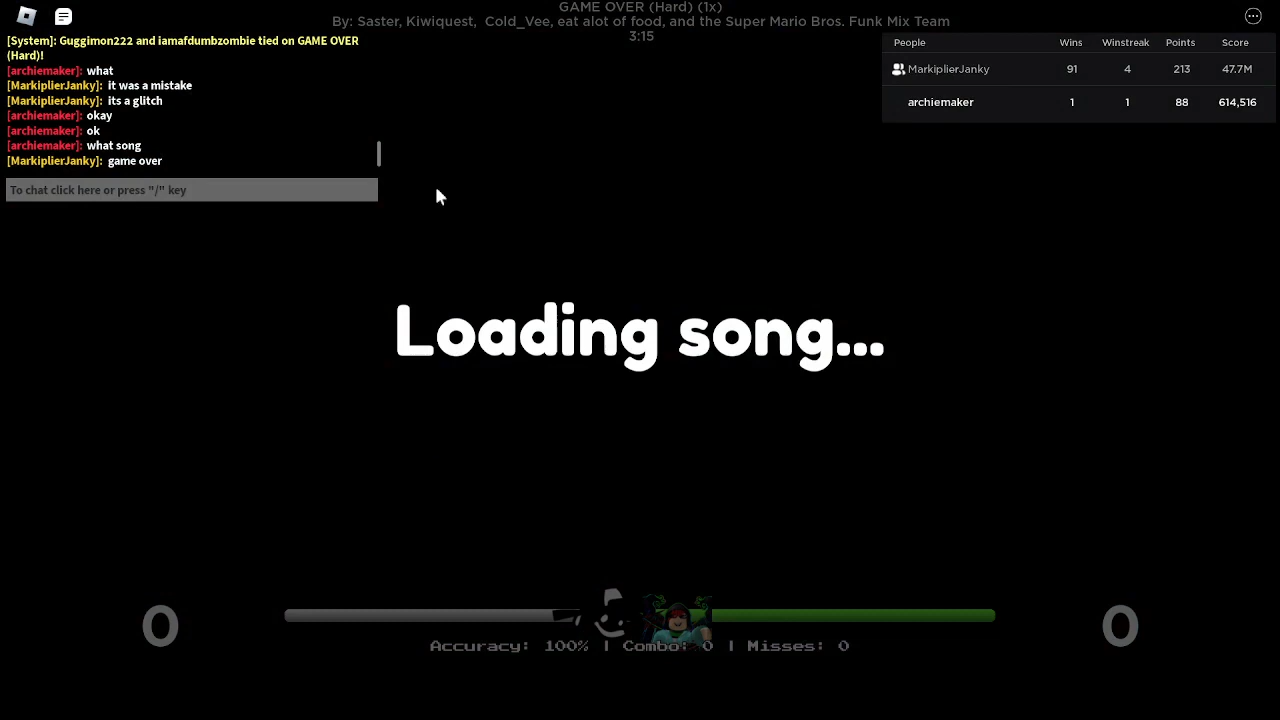 GAME OVER (Hard) (1x)
By: Saster, Kiwiquest,  Cold_Vee, eat alot of food, and the Super Mario Bros. Funk Mix Team
3:15
[System]: Guggimon222 and iamafdumbzombie tied on GAME OVER
(Hard)!
[archiemaker]: what
[MarkiplierJanky]: it was a mistake
[MarkiplierJanky]: its a glitch
[archiemaker]: okay
[archiemaker]: ok
[archiemaker]: what song
[MarkiplierJanky]: game over
To chat click here or press "/" key
People Wins Winstreak Points Score
MarkiplierJanky 91 4 213 47.7M
archiemaker 1 1 88 614,516
Loading song...
0 0
Accuracy: 100% | Combo: 0 | Misses: 0